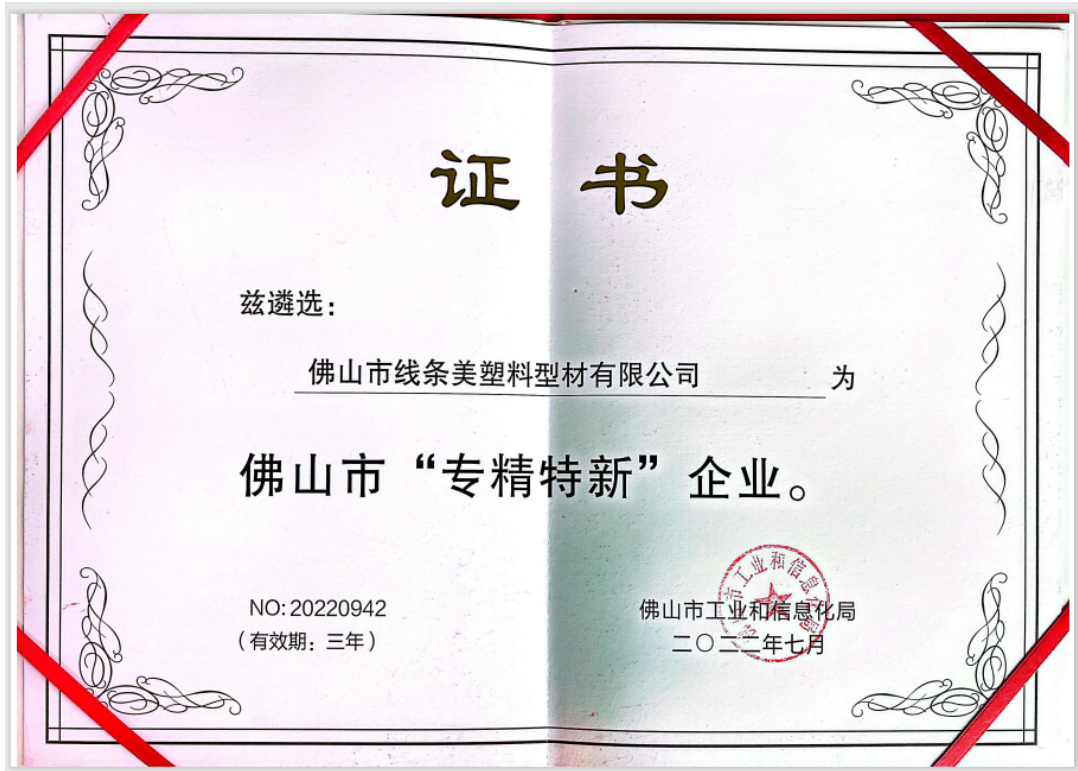 证书
兹遴选：
佛山市线条美塑料型材有限公司 为
佛山市“专精特新”企业。
NO: 20220942
（有效期：三年）
佛山市工业和信息化局
二〇二二年七月